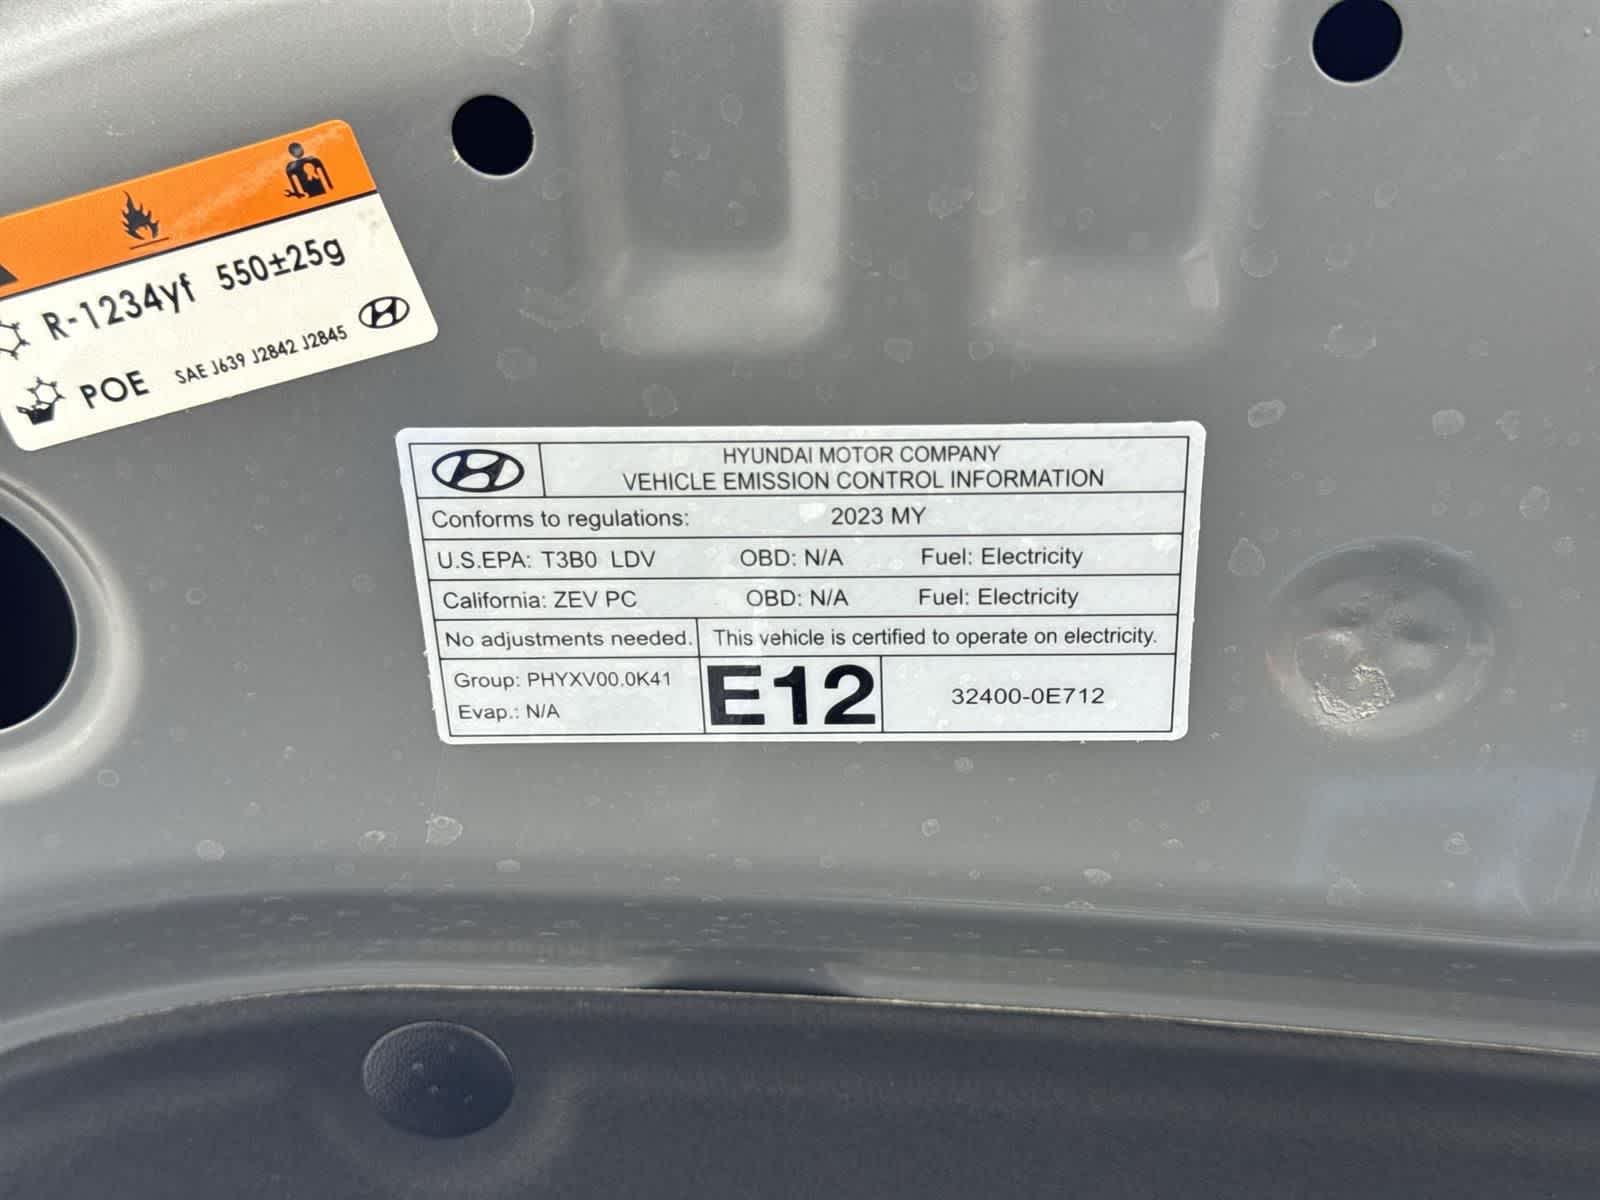 R-1234yf 550±25g
POE SAE J639 J2842 J2845
HYUNDAI MOTOR COMPANY
VEHICLE EMISSION CONTROL INFORMATION
Conforms to regulations: 2023 MY
U.S.EPA: T3B0 LDV OBD: N/A Fuel: Electricity
California: ZEV PC OBD: N/A Fuel: Electricity
No adjustments needed. This vehicle is certified to operate on electricity.
Group: PHYXV00.0K41
Evap.: N/A
E12
32400-0E712